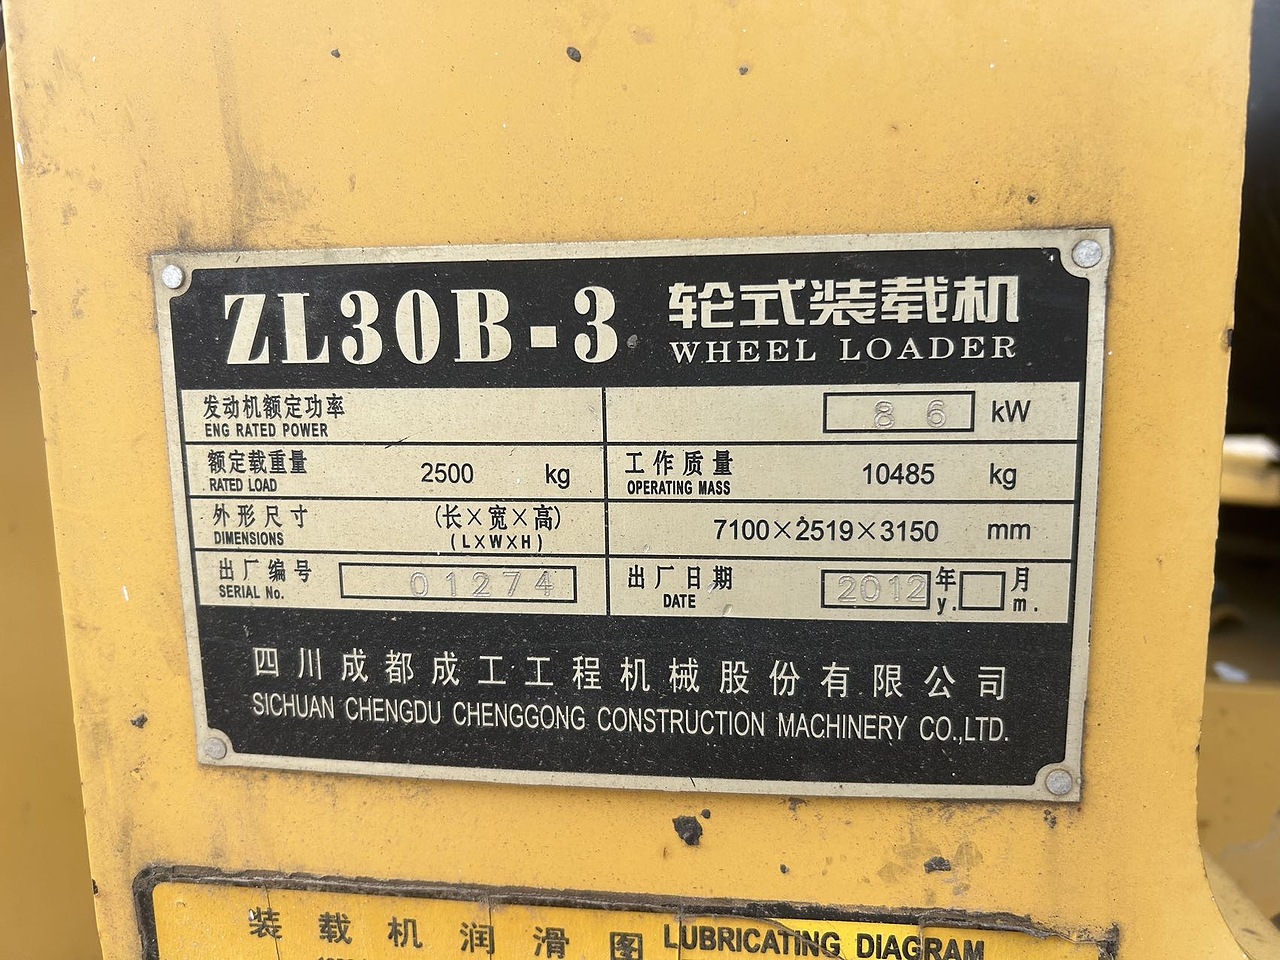 ZL30B-3 轮式装载机
WHEEL LOADER
发动机额定功率 86 kW
ENG RATED POWER
额定载重量 2500 kg 工作质量 10485 kg
RATED LOAD OPERATING MASS
外形尺寸 (长×宽×高) 7100×2519×3150 mm
DIMENSIONS (L×W×H)
出厂编号 01274 出厂日期 2012 年 月
SERIAL No. DATE y. m.
四川成都成工工程机械股份有限公司
SICHUAN CHENGDU CHENGGONG CONSTRUCTION MACHINERY CO.,LTD.
装载机润滑图 LUBRICATING DIAGRAM